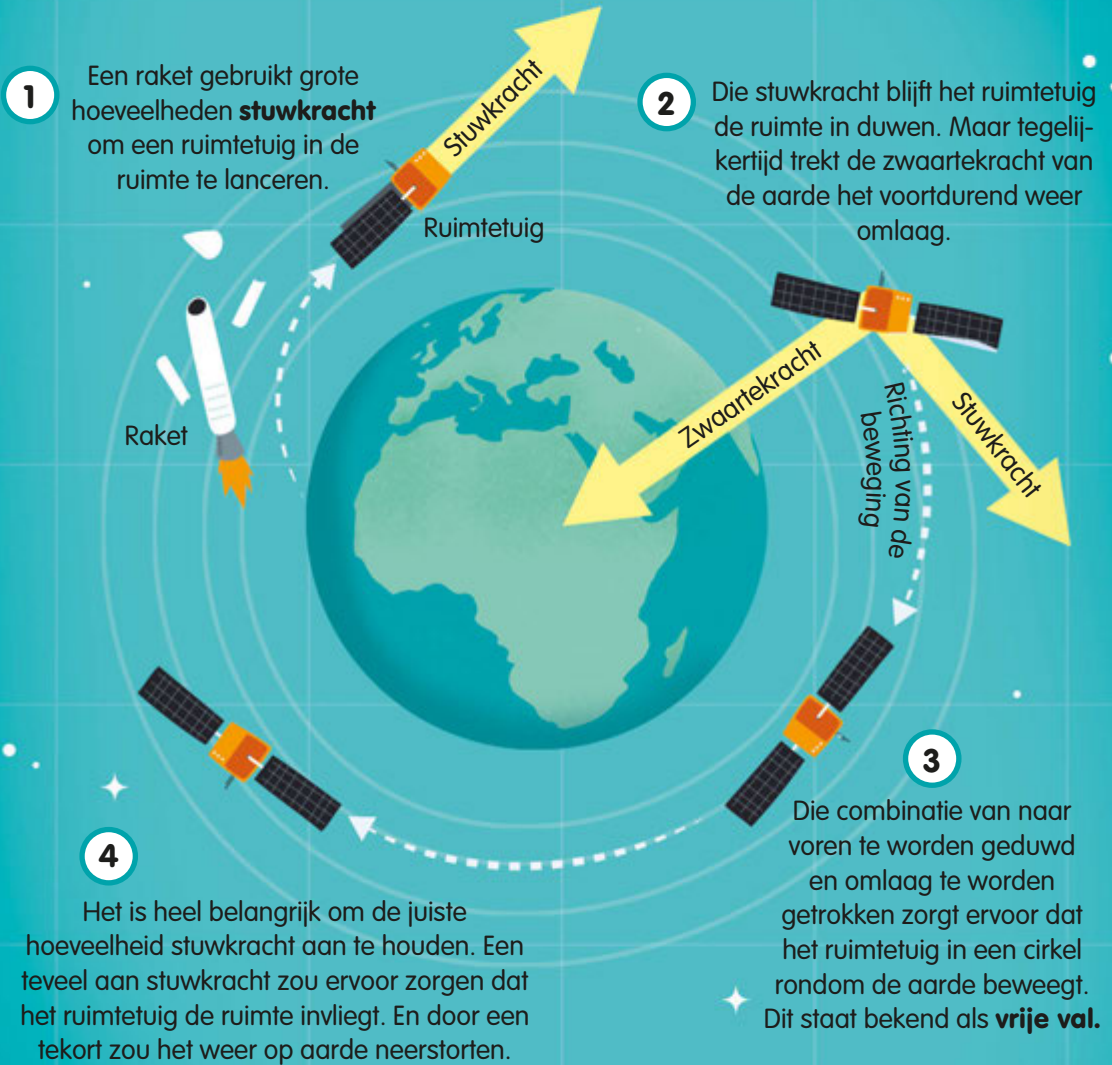 1
Een raket gebruikt grote
hoeveelheden stuwkracht
om een ruimtetuig in de
ruimte te lanceren.
Stuwkracht
Ruimtetuig
Raket
2
Die stuwkracht blijft het ruimtetuig
de ruimte in duwen. Maar tegelij-
kertijd trekt de zwaartekracht van
de aarde het voortdurend weer
omlaag.
Zwaartekracht
Stuwkracht
Richting van de
beweging
3
Die combinatie van naar
voren te worden geduwd
en omlaag te worden
getrokken zorgt ervoor dat
het ruimtetuig in een cirkel
rondom de aarde beweegt.
Dit staat bekend als vrije val.
4
Het is heel belangrijk om de juiste
hoeveelheid stuwkracht aan te houden. Een
teveel aan stuwkracht zou ervoor zorgen dat
het ruimtetuig de ruimte invliegt. En door een
tekort zou het weer op aarde neerstorten.